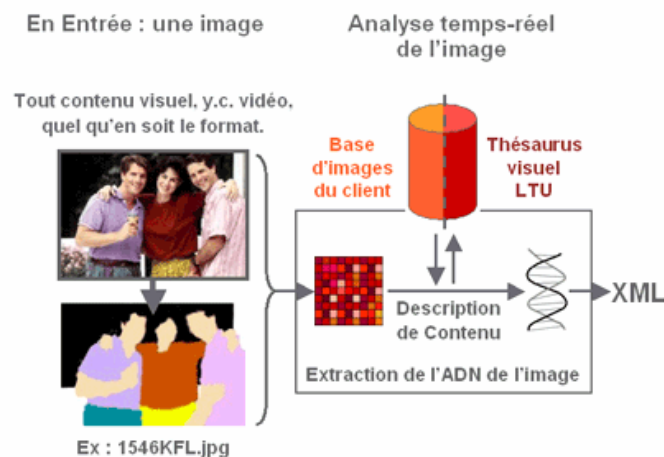 En Entrée : une image
Tout contenu visuel, y.c. vidéo,
quel qu'en soit le format.
Ex : 1546KFL.jpg
Analyse temps-réel
de l'image
Base
d'images
du client
Thésaurus
visuel
LTU
Description
de Contenu
XML
Extraction de l'ADN de l'image